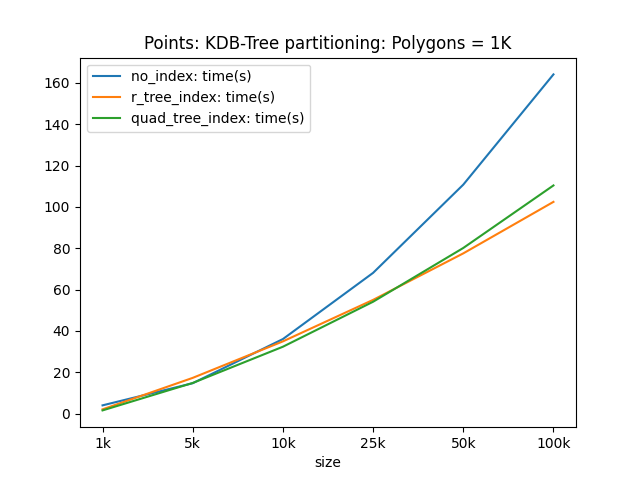 Points: KDB-Tree partitioning: Polygons = 1K
no_index: time(s)
r_tree_index: time(s)
quad_tree_index: time(s)
160
140
120
100
80
60
40
20
0
1k 5k 10k 25k 50k 100k
size